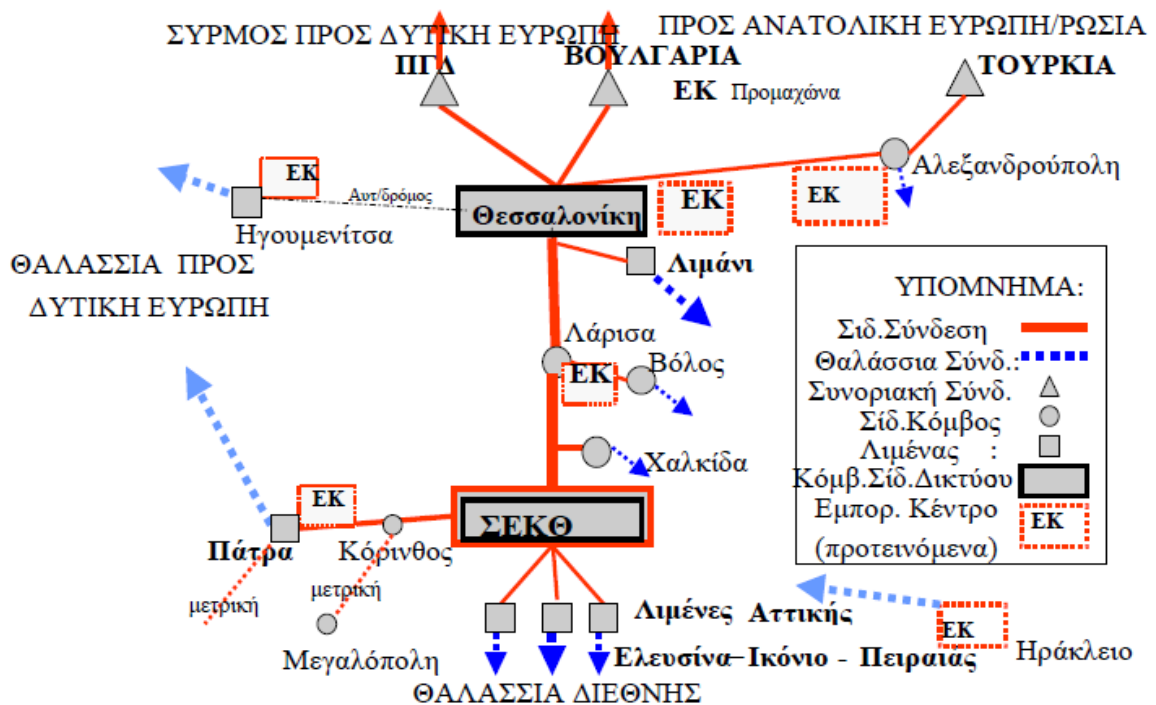 ΣΥΡΜΟΣ ΠΡΟΣ ΔΥΤΙΚΗ ΕΥΡΩΠΗ
ΠΡΟΣ ΑΝΑΤΟΛΙΚΗ ΕΥΡΩΠΗ/ΡΩΣΙΑ
ΠΓΔ
ΒΟΥΛΓΑΡΙΑ
ΤΟΥΡΚΙΑ
ΕΚ Προμαχώνα
Αλεξανδρούπολη
ΕΚ
ΕΚ
Αυτ/δρόμος
Θεσσαλονίκη
ΕΚ
Ηγουμενίτσα
Λιμάνι
ΘΑΛΑΣΣΙΑ ΠΡΟΣ
ΔΥΤΙΚΗ ΕΥΡΩΠΗ
ΥΠΟΜΝΗΜΑ:
Σιδ.Σύνδεση
Θαλάσσια Σύνδ.:
Συνοριακή Σύνδ.
Σίδ.Κόμβος
Λιμένας :
Κόμβ.Σίδ.Δικτύου
Εμπορ. Κέντρο
ΕΚ
(προτεινόμενα)
Λάρισα
ΕΚ
Βόλος
Χαλκίδα
ΕΚ
ΣΕΚΘ
Πάτρα
Κόρινθος
μετρική
μετρική
Μεγαλόπολη
Λιμένες Αττικής
Ελευσίνα–Ικόνιο - Πειραιάς
ΕΚ
Ηράκλειο
ΘΑΛΑΣΣΙΑ ΔΙΕΘΝΗΣ